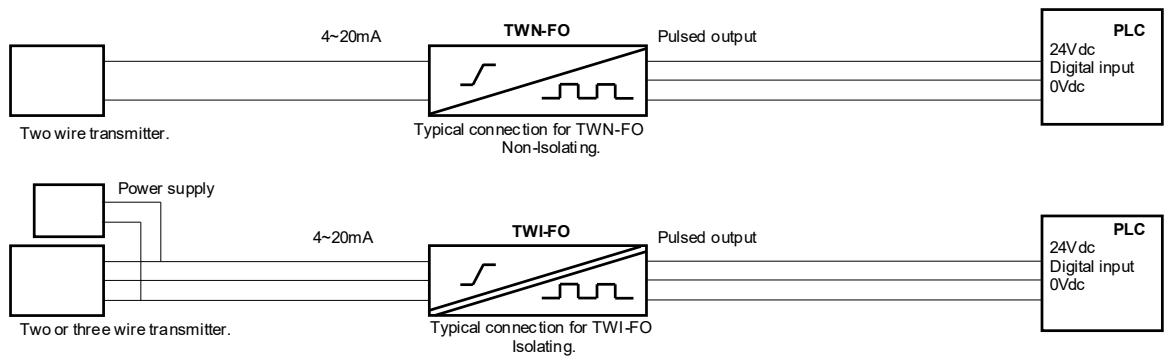 4~20mA
TWN-FO
Pulsed output
PLC
24Vdc
Digital input
0Vdc
Two wire transmitter.
Typical connection for TWN-FO
Non-Isolating.
Power supply
4~20mA
TWI-FO
Pulsed output
PLC
24Vdc
Digital input
0Vdc
Two or three wire transmitter.
Typical connection for TWI-FO
Isolating.